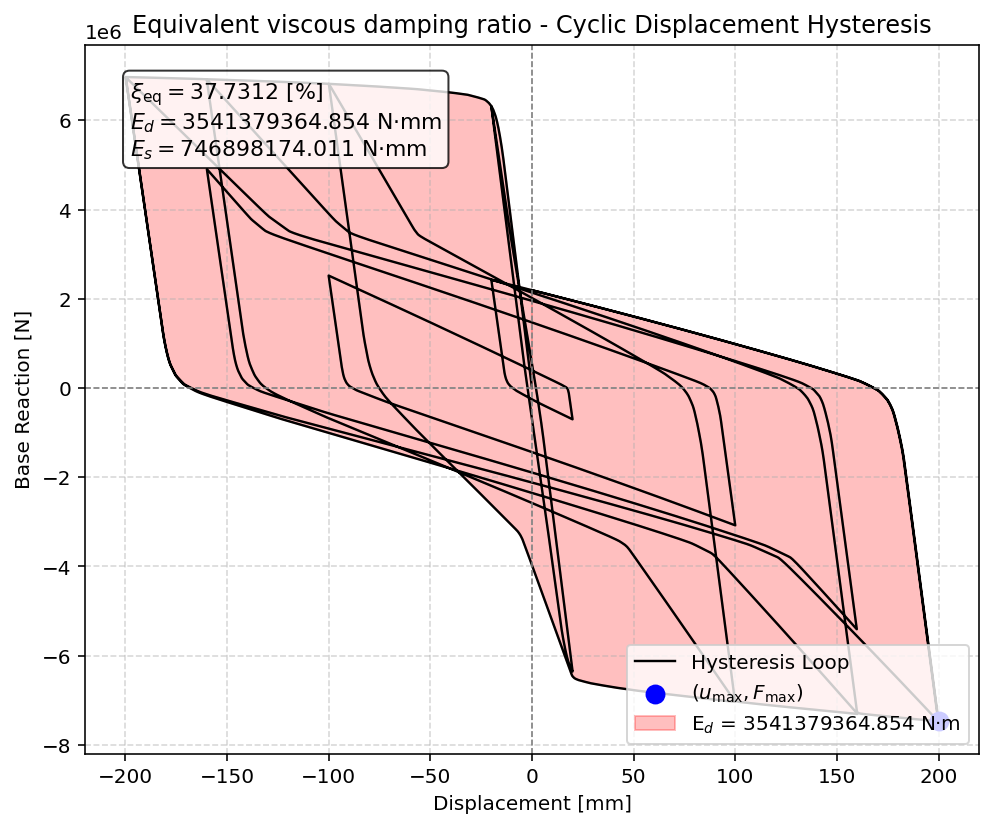 Equivalent viscous damping ratio - Cyclic Displacement Hysteresis
1e6
ξeq = 37.7312 [%]
Ed = 3541379364.854 N·mm
Es = 746898174.011 N·mm
6
4
2
0
−2
−4
−6
−8
Base Reaction [N]
Hysteresis Loop
(umax, Fmax)
Ed = 3541379364.854 N·m
−200
−150
−100
−50
0
50
100
150
200
Displacement [mm]